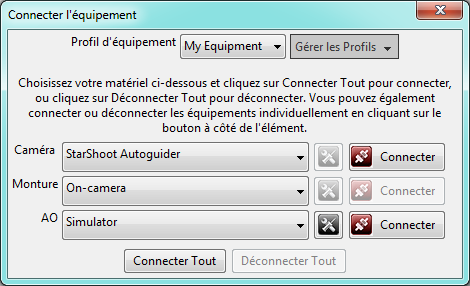 Connecter l'équipement
Profil d'équipement My Equipment Gérer les Profils
Choisissez votre matériel ci-dessous et cliquez sur Connecter Tout pour connecter,
ou cliquez sur Déconnecter Tout pour déconnecter. Vous pouvez également
connecter ou déconnecter les équipements individuellement en cliquant sur le
bouton à côté de l'élément.
Caméra StarShoot Autoguider Connecter
Monture On-camera Connecter
AO Simulator Connecter
Connecter Tout Déconnecter Tout